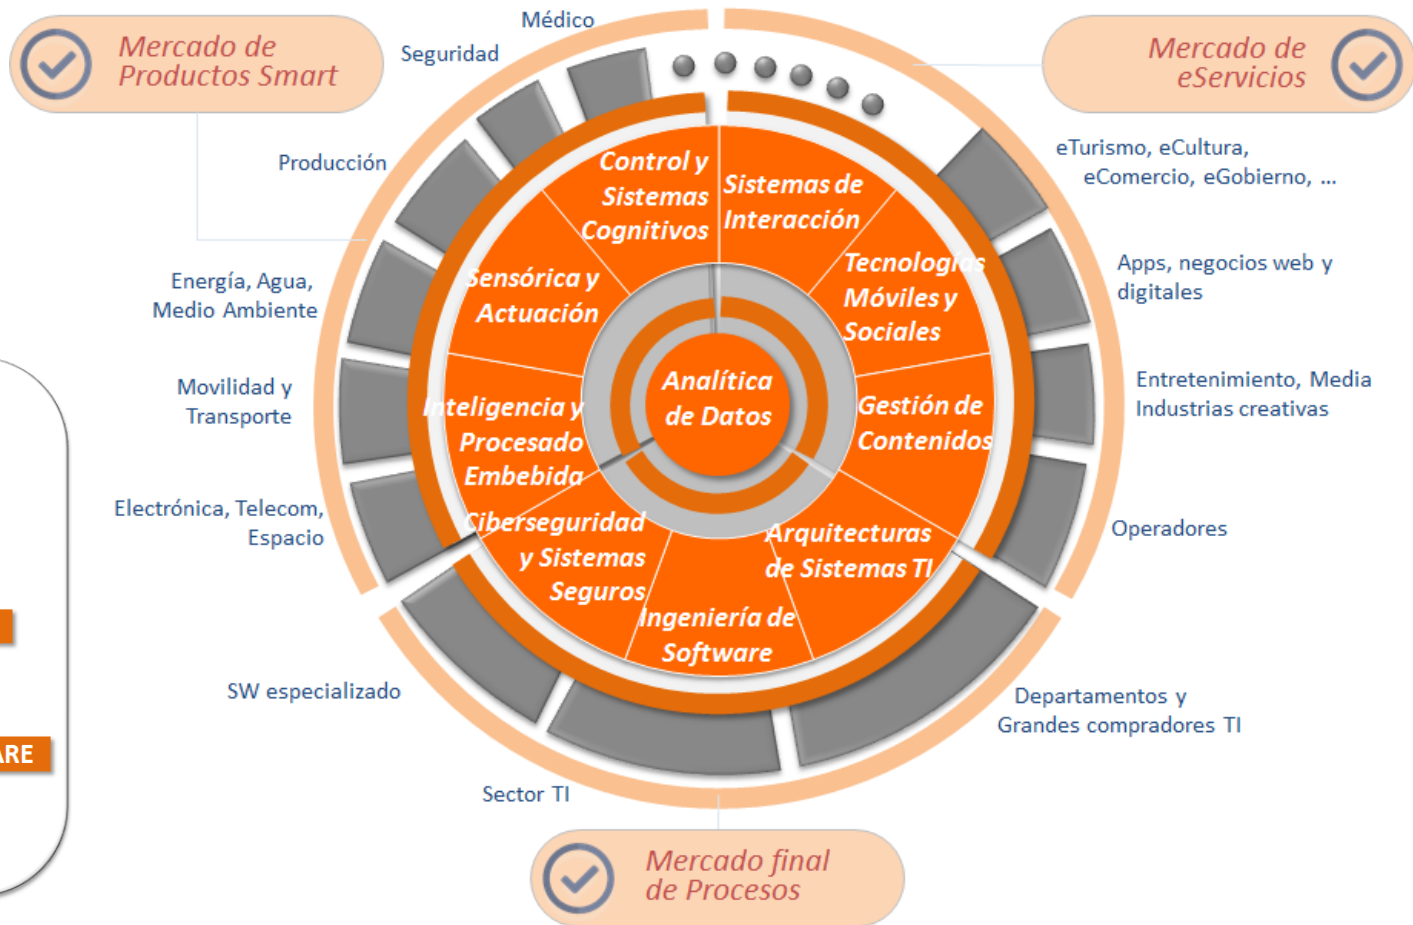 Médico
Mercado de
Productos Smart
Seguridad
Mercado de
eServicios
Producción
eTurismo, eCultura,
eComercio, eGobierno, ...
Control y
Sistemas
Cognitivos
Sistemas de
Interacción
Sensórica y
Actuación
Tecnologías
Móviles y
Sociales
Energía, Agua,
Medio Ambiente
Apps, negocios web y
digitales
Movilidad y
Transporte
Analítica
de Datos
Entretenimiento, Media
Industrias creativas
Inteligencia y
Procesado
Embebida
Gestión de
Contenidos
Electrónica, Telecom,
Espacio
Ciberseguridad
y Sistemas
Seguros
Arquitecturas
de Sistemas TI
Operadores
Ingeniería de
Software
SW especializado
Departamentos y
Grandes compradores TI
ARE
Sector TI
Mercado final
de Procesos